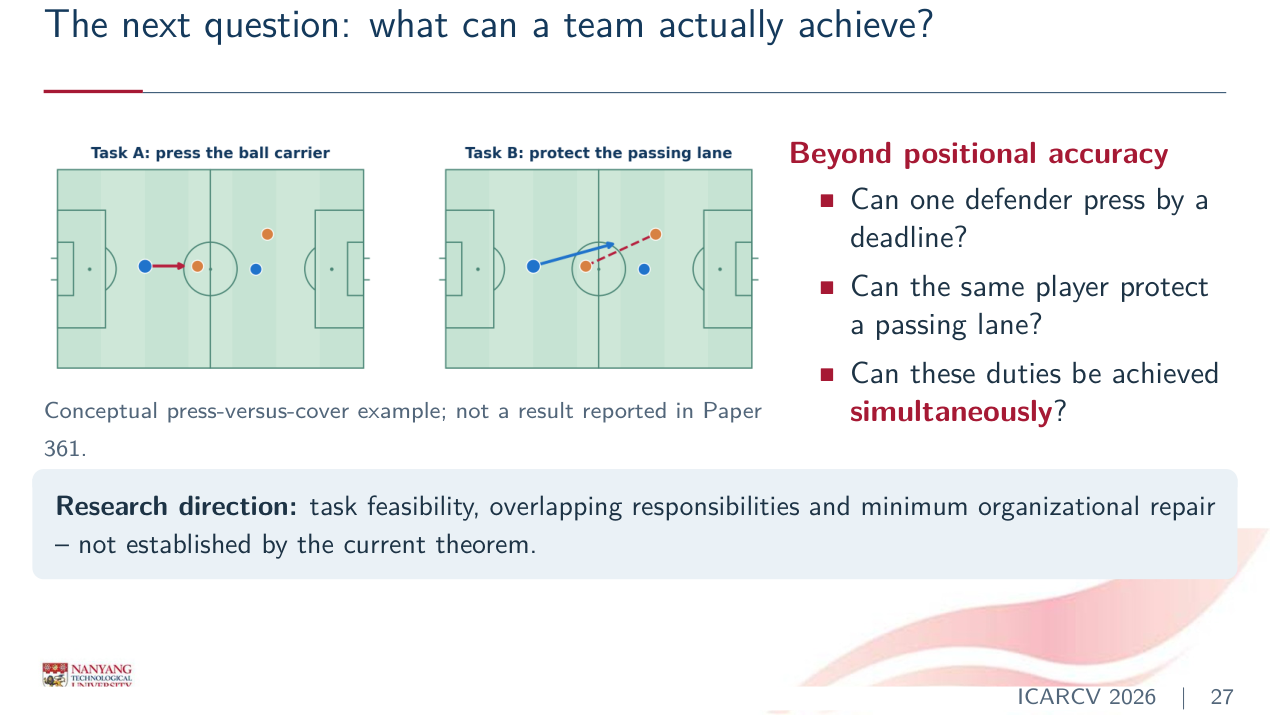 The next question: what can a team actually achieve?
Task A: press the ball carrier
Task B: protect the passing lane
Conceptual press-versus-cover example; not a result reported in Paper
361.
Beyond positional accuracy
Can one defender press by a
deadline?
Can the same player protect
a passing lane?
Can these duties be achieved
simultaneously?
Research direction: task feasibility, overlapping responsibilities and minimum organizational repair
– not established by the current theorem.
NANYANG
TECHNOLOGICAL
UNIVERSITY
ICARCV 2026 | 27